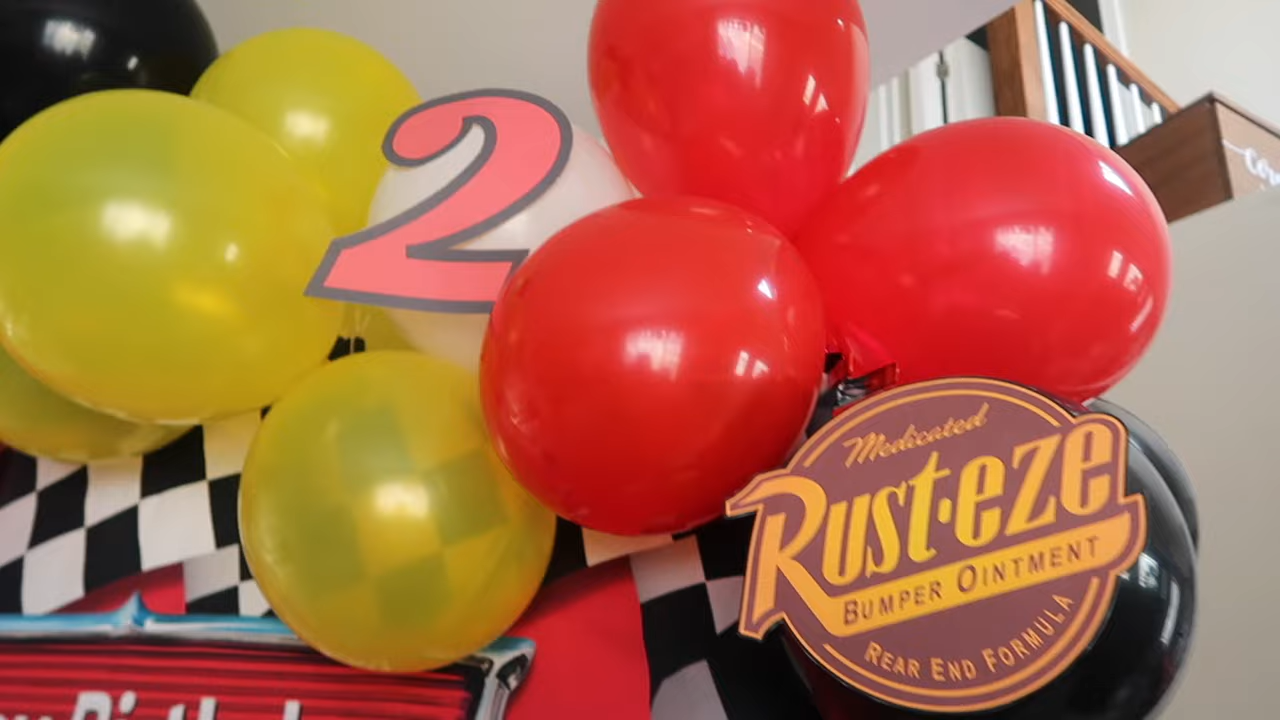 2
Medicated
Rust-eze
Bumper Ointment
Rear End Formula